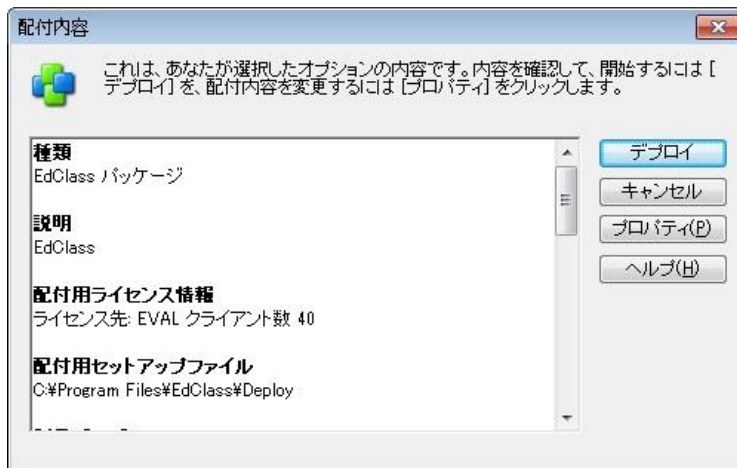 配付内容
これは、あなたが選択したオプションの内容です。内容を確認して、開始するには [
デプロイ] を、配付内容を変更するには [プロパティ] をクリックします。
種類
EdClass パッケージ
説明
EdClass
配付用ライセンス情報
ライセンス先: EVAL クライアント数 40
配付用セットアップファイル
C:¥Program Files¥EdClass¥Deploy
デプロイ
キャンセル
プロパティ(P)
ヘルプ(H)